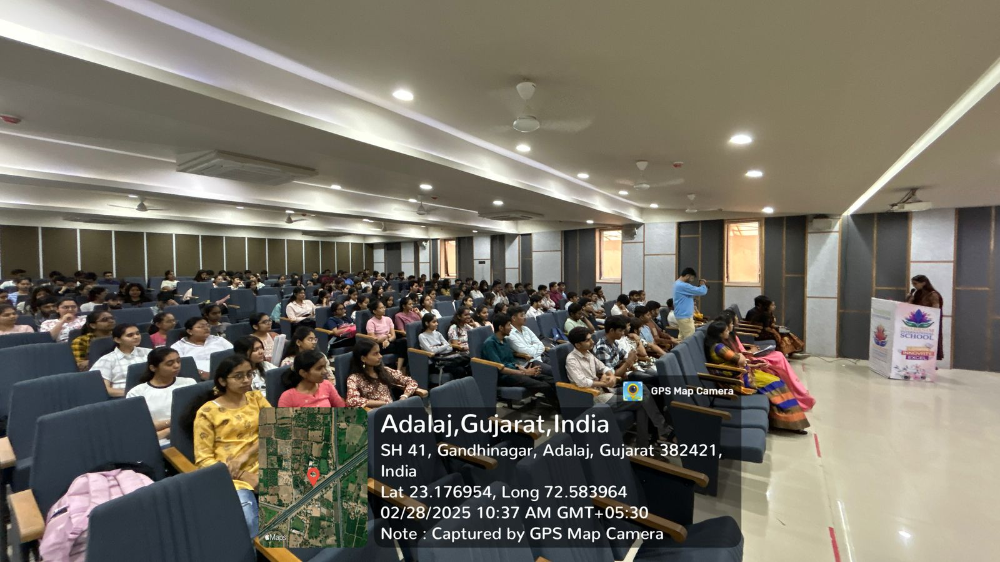 INTERNATIONAL
SCHOOL
INNOVATE
EXCEL
GPS Map Camera
Adalaj,Gujarat,India
SH 41, Gandhinagar, Adalaj, Gujarat 382421,
India
Lat 23.176954, Long 72.583964
02/28/2025 10:37 AM GMT+05:30
Note : Captured by GPS Map Camera
Maps